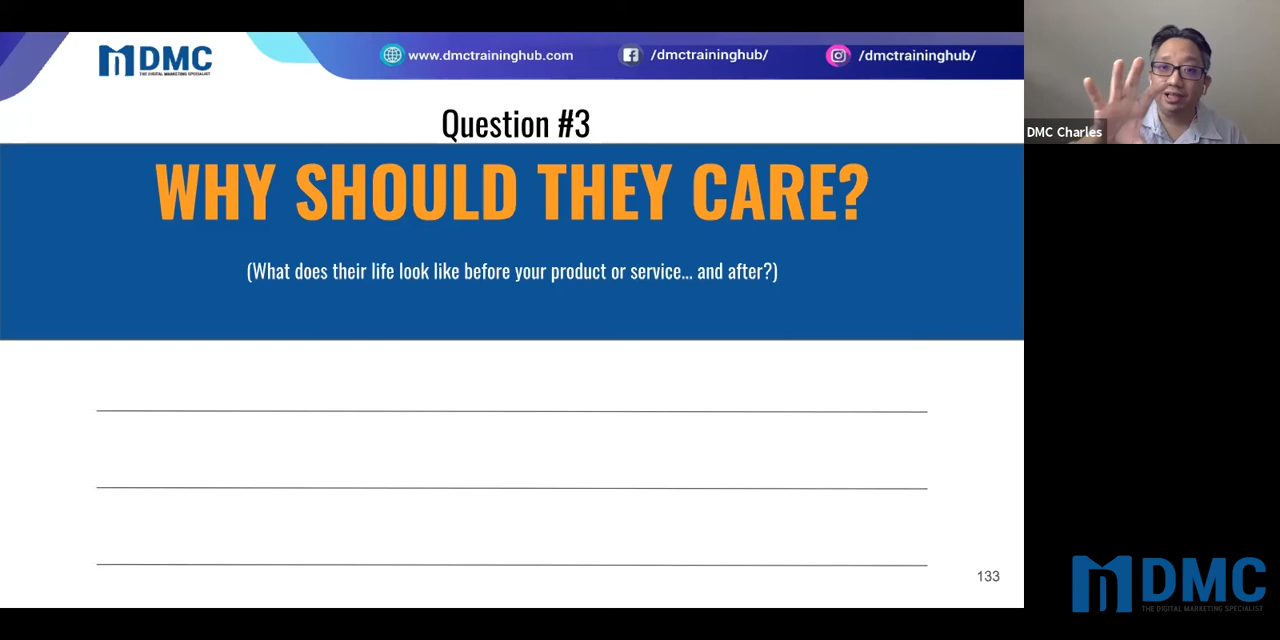 DMC
THE DIGITAL MARKETING SPECIALIST
www.dmctraininghub.com
/dmctraininghub/
/dmctraininghub/
Question #3
WHY SHOULD THEY CARE?
(What does their life look like before your product or service... and after?)
133
DMC Charles
DMC
THE DIGITAL MARKETING SPECIALIST